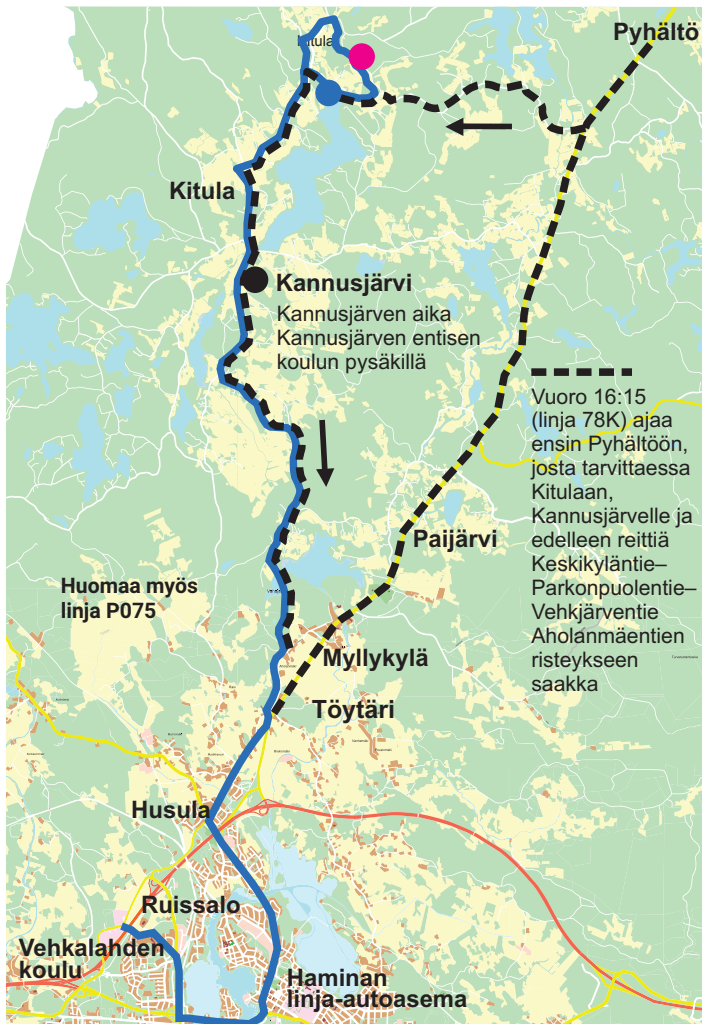 Pyhältö
Kitula
Kitula
Kannusjärvi
Kannusjärven aika
Kannusjärven entisen
koulun pysäkillä
Vuoro 16:15
(linja 78K) ajaa
ensin Pyhältöön,
josta tarvittaessa
Kitulaan,
Kannusjärvelle ja
edelleen reittiä
Keskikyläntie–
Parkonpuolentie–
Vehkjärventie
Aholanmäentien
risteykseen
saakka
Paijärvi
Huomaa myös
linja P075
Myllykylä
Töytäri
Husula
Ruissalo
Vehkalahden
koulu
Haminan
linja-autoasema